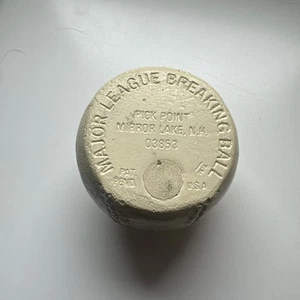 MAJOR LEAGUE BREAKING BALL
PICK POINT
MIRROR LAKE, N.H.
03853
PAT
PEND
U.S.A